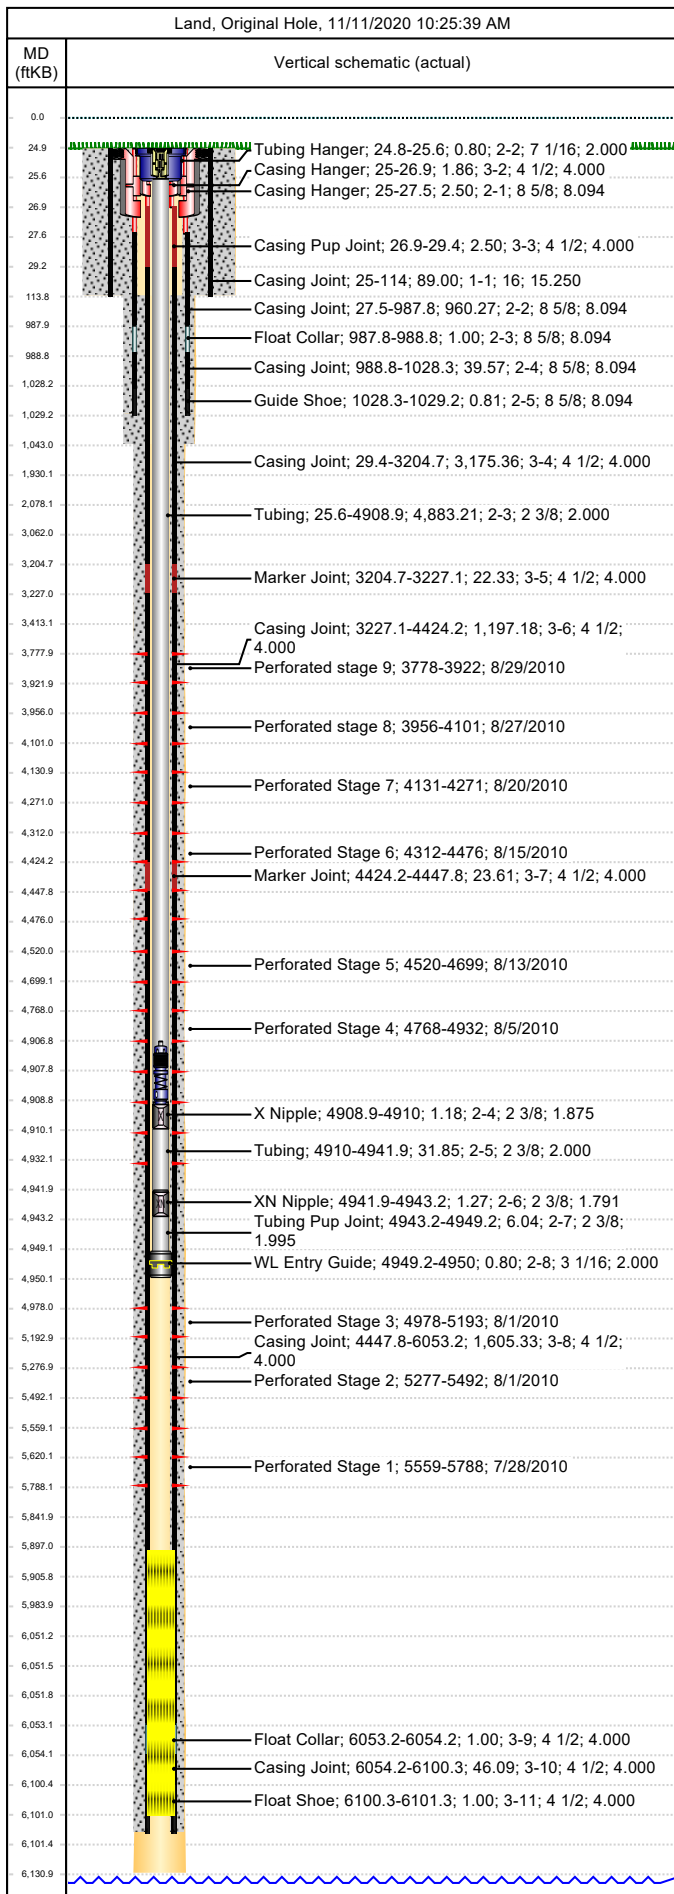 Land, Original Hole, 11/11/2020 10:25:39 AM
MD
(ftKB)
Vertical schematic (actual)
0.0
24.9
25.6
26.9
27.6
29.2
113.8
987.9
988.8
1,028.2
1,029.2
1,043.0
1,930.1
2,078.1
3,062.0
3,204.7
3,227.0
3,413.1
3,777.9
3,921.9
3,956.0
4,101.0
4,130.9
4,271.0
4,312.0
4,424.2
4,447.8
4,476.0
4,520.0
4,699.1
4,768.0
4,906.8
4,907.8
4,908.8
4,910.1
4,932.1
4,941.9
4,943.2
4,949.1
4,950.1
4,978.0
5,192.9
5,276.9
5,492.1
5,559.1
5,620.1
5,788.1
5,841.9
5,897.0
5,905.8
5,983.9
6,051.2
6,051.5
6,051.8
6,053.1
6,054.1
6,100.4
6,101.0
6,101.4
6,130.9
Tubing Hanger; 24.8-25.6; 0.80; 2-2; 7 1/16; 2.000
Casing Hanger; 25-26.9; 1.86; 3-2; 4 1/2; 4.000
Casing Hanger; 25-27.5; 2.50; 2-1; 8 5/8; 8.094
Casing Pup Joint; 26.9-29.4; 2.50; 3-3; 4 1/2; 4.000
Casing Joint; 25-114; 89.00; 1-1; 16; 15.250
Casing Joint; 27.5-987.8; 960.27; 2-2; 8 5/8; 8.094
Float Collar; 987.8-988.8; 1.00; 2-3; 8 5/8; 8.094
Casing Joint; 988.8-1028.3; 39.57; 2-4; 8 5/8; 8.094
Guide Shoe; 1028.3-1029.2; 0.81; 2-5; 8 5/8; 8.094
Casing Joint; 29.4-3204.7; 3,175.36; 3-4; 4 1/2; 4.000
Tubing; 25.6-4908.9; 4,883.21; 2-3; 2 3/8; 2.000
Marker Joint; 3204.7-3227.1; 22.33; 3-5; 4 1/2; 4.000
Casing Joint; 3227.1-4424.2; 1,197.18; 3-6; 4 1/2;
4.000
Perforated stage 9; 3778-3922; 8/29/2010
Perforated stage 8; 3956-4101; 8/27/2010
Perforated Stage 7; 4131-4271; 8/20/2010
Perforated Stage 6; 4312-4476; 8/15/2010
Marker Joint; 4424.2-4447.8; 23.61; 3-7; 4 1/2; 4.000
Perforated Stage 5; 4520-4699; 8/13/2010
Perforated Stage 4; 4768-4932; 8/5/2010
X Nipple; 4908.9-4910; 1.18; 2-4; 2 3/8; 1.875
Tubing; 4910-4941.9; 31.85; 2-5; 2 3/8; 2.000
XN Nipple; 4941.9-4943.2; 1.27; 2-6; 2 3/8; 1.791
Tubing Pup Joint; 4943.2-4949.2; 6.04; 2-7; 2 3/8;
1.995
WL Entry Guide; 4949.2-4950; 0.80; 2-8; 3 1/16; 2.000
Perforated Stage 3; 4978-5193; 8/1/2010
Casing Joint; 4447.8-6053.2; 1,605.33; 3-8; 4 1/2;
4.000
Perforated Stage 2; 5277-5492; 8/1/2010
Perforated Stage 1; 5559-5788; 7/28/2010
Float Collar; 6053.2-6054.2; 1.00; 3-9; 4 1/2; 4.000
Casing Joint; 6054.2-6100.3; 46.09; 3-10; 4 1/2; 4.000
Float Shoe; 6100.3-6101.3; 1.00; 3-11; 4 1/2; 4.000